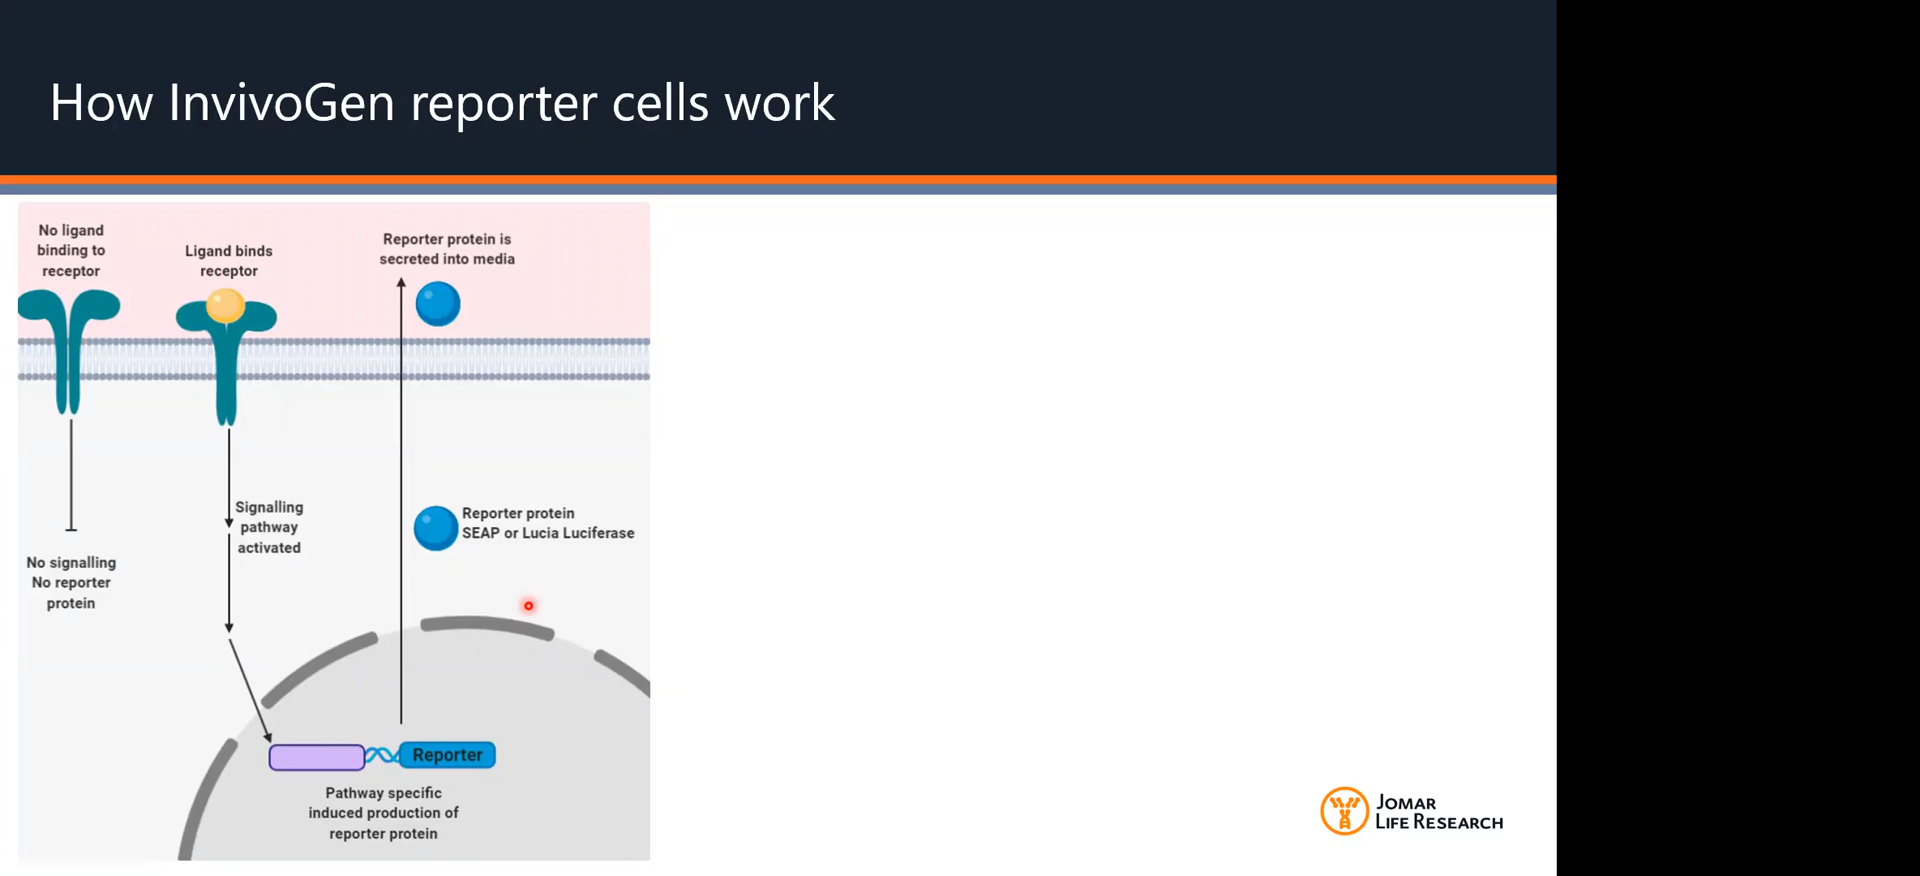 How InvivoGen reporter cells work
No ligand
binding to
receptor
Ligand binds
receptor
Reporter protein is
secreted into media
Signalling
pathway
activated
Reporter protein
SEAP or Lucia Luciferase
No signalling
No reporter
protein
Reporter
Pathway specific
induced production of
reporter protein
JOMAR
LIFE RESEARCH